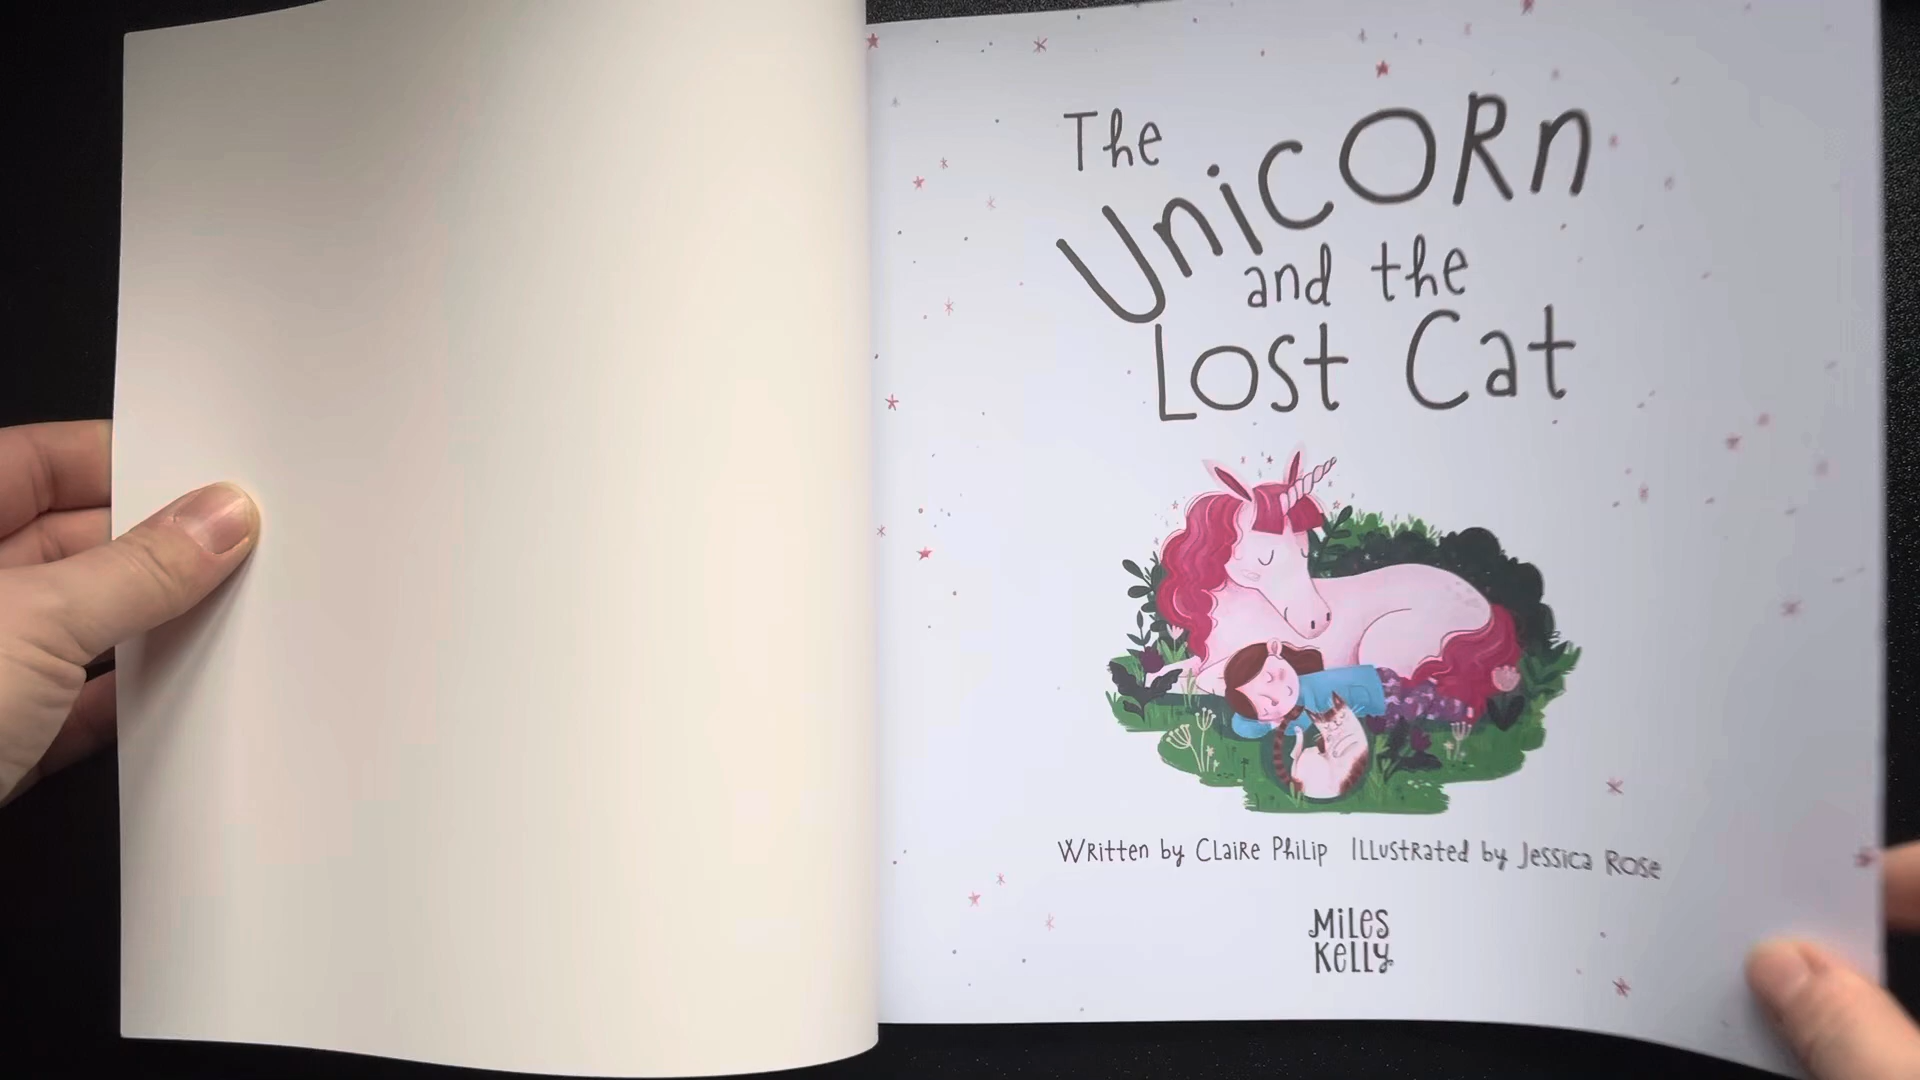 The
Unicorn
and the
Lost Cat
Written by Claire Philip Illustrated by Jessica Rose
Miles
Kelly